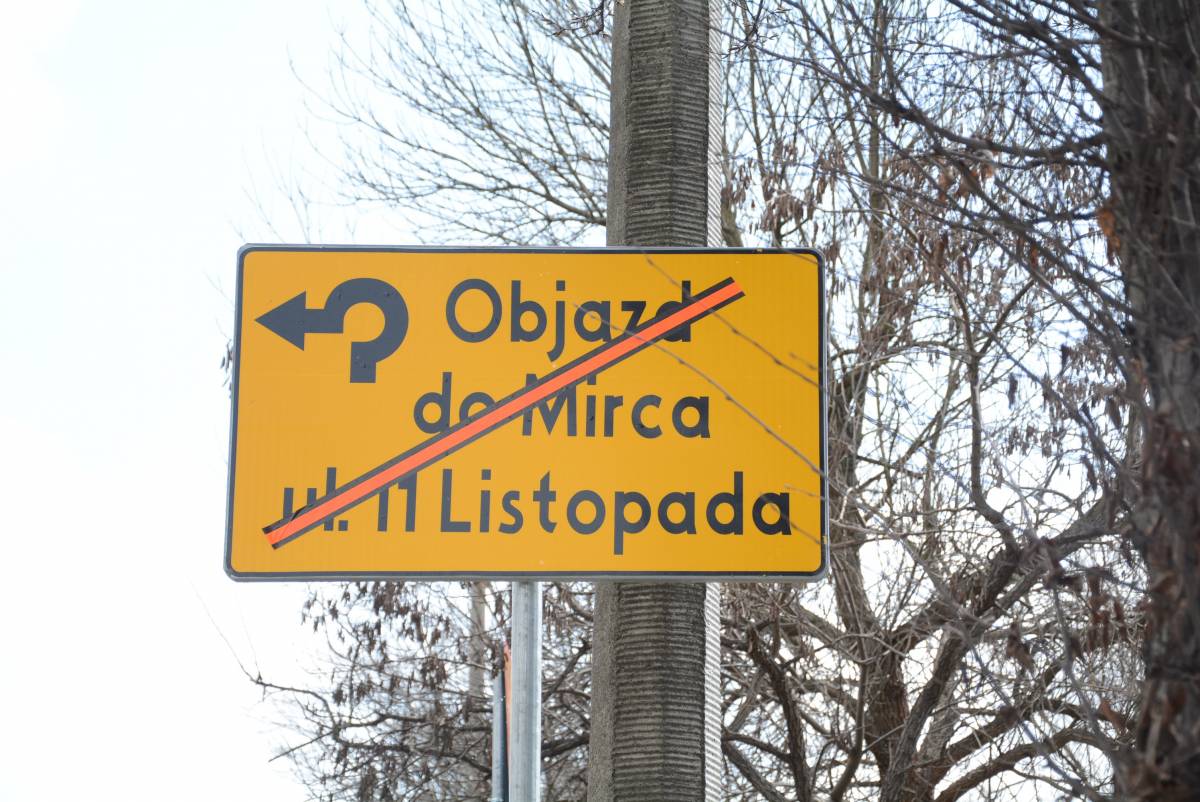 Objazd
do Mirca
ul. 11 Listopada